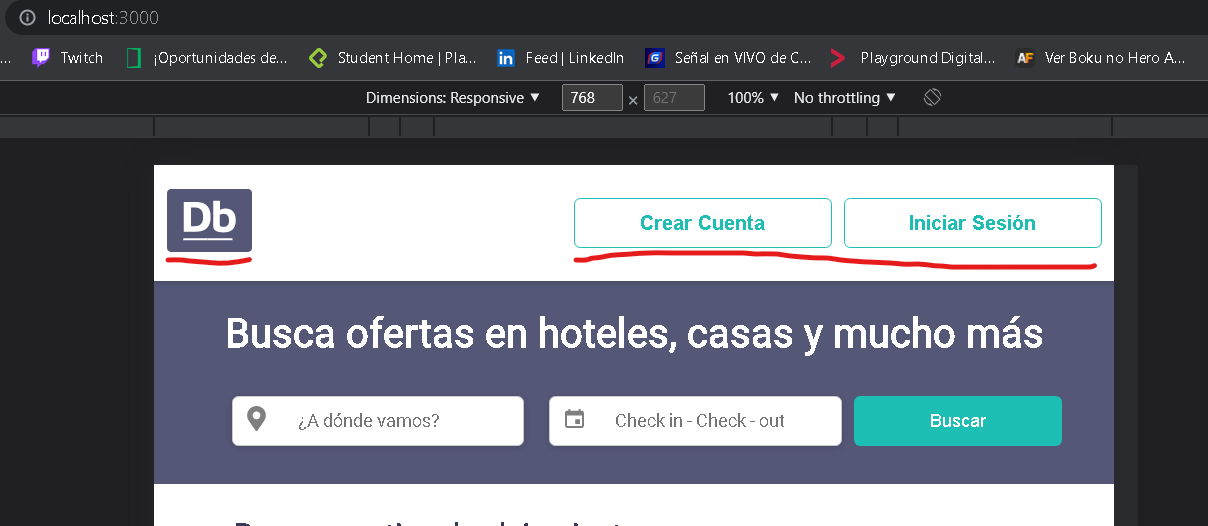 localhost:3000
... Twitch ¡Oportunidades de... Student Home | Pla... Feed | LinkedIn Señal en VIVO de C... Playground Digital... AF Ver Boku no Hero A...
Dimensions: Responsive ▼ 768 × 627 100% ▼ No throttling ▼
Db Crear Cuenta Iniciar Sesión
Busca ofertas en hoteles, casas y mucho más
¿A dónde vamos? Check in - Check - out Buscar